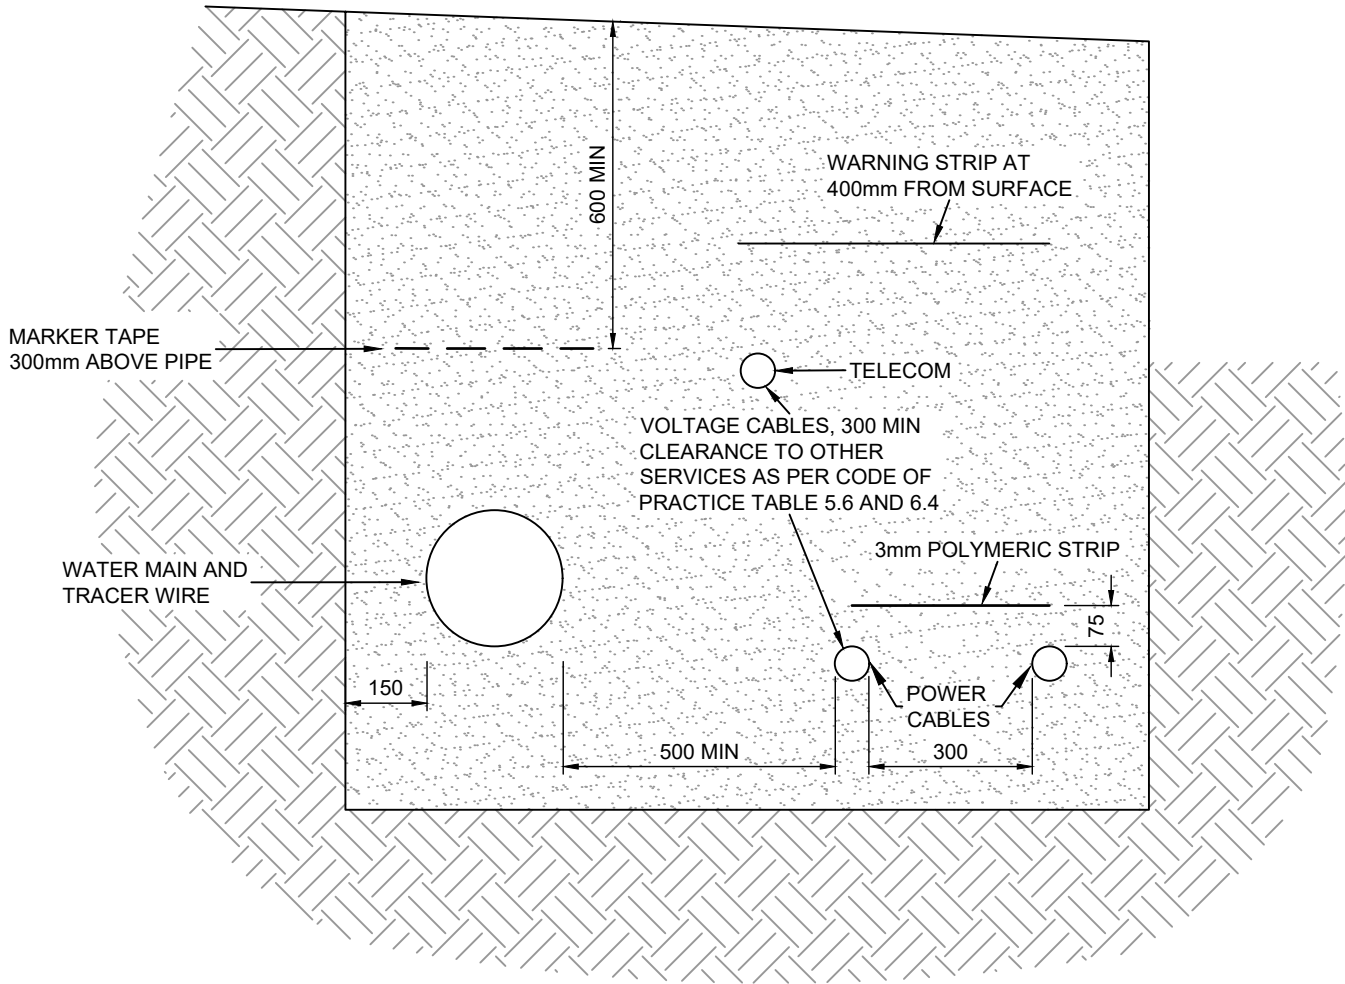 600 MIN
WARNING STRIP AT
400mm FROM SURFACE
MARKER TAPE
300mm ABOVE PIPE
TELECOM
VOLTAGE CABLES, 300 MIN
CLEARANCE TO OTHER
SERVICES AS PER CODE OF
PRACTICE TABLE 5.6 AND 6.4
3mm POLYMERIC STRIP
WATER MAIN AND
TRACER WIRE
75
150
POWER
CABLES
500 MIN
300